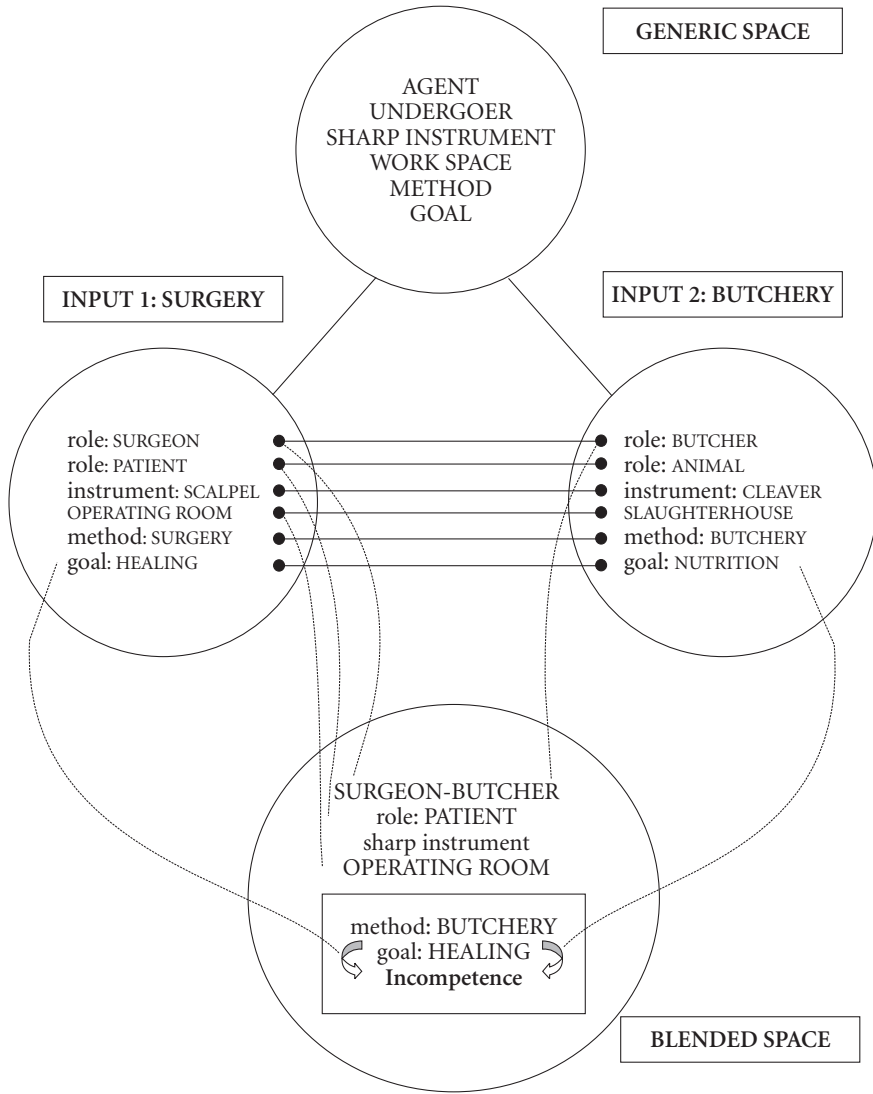 GENERIC SPACE
AGENT
UNDERGOER
SHARP INSTRUMENT
WORK SPACE
METHOD
GOAL
INPUT 1: SURGERY
INPUT 2: BUTCHERY
role: SURGEON
role: PATIENT
instrument: SCALPEL
OPERATING ROOM
method: SURGERY
goal: HEALING
role: BUTCHER
role: ANIMAL
instrument: CLEAVER
SLAUGHTERHOUSE
method: BUTCHERY
goal: NUTRITION
SURGEON-BUTCHER
role: PATIENT
sharp instrument
OPERATING ROOM
method: BUTCHERY
goal: HEALING
Incompetence
BLENDED SPACE